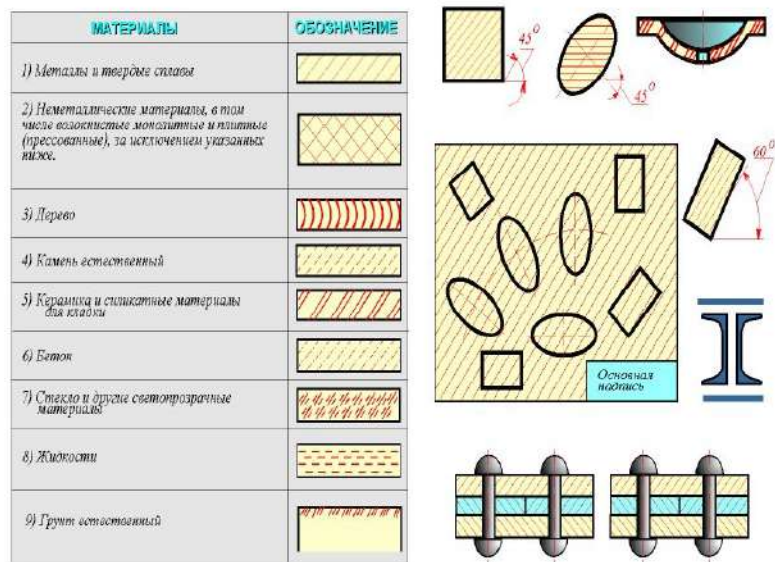 МАТЕРИАЛЫ
ОБОЗНАЧЕНИЕ
1) Металлы и твердые сплавы
2) Неметаллические материалы, в том
числе волокнистые монолитные и плитные
(прессованные), за исключением указанных
ниже.
3) Дерево
4) Камень естественный
5) Керамика и силикатные материалы
для кладки
6) Бетон
7) Стекло и другие светопрозрачные
материалы
8) Жидкости
9) Грунт естественный
45°
45°
60°
Основная
надпись